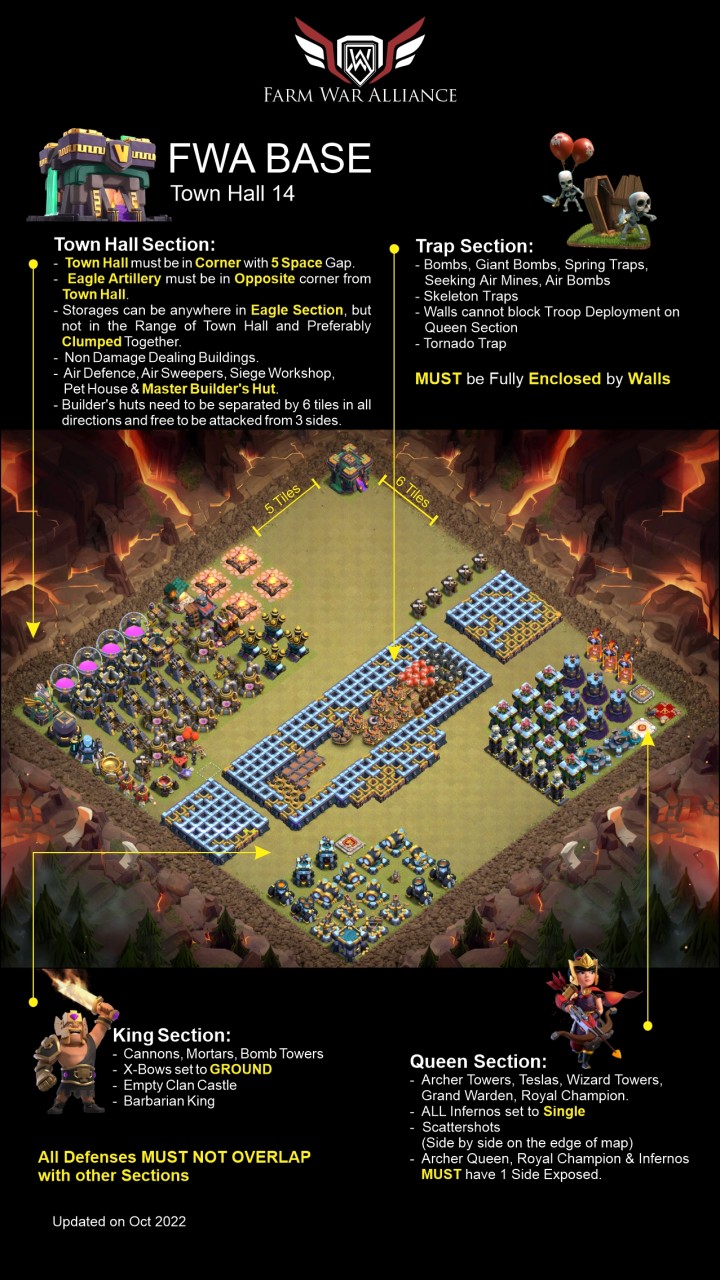 FARM WAR ALLIANCE
FWA BASE
Town Hall 14
Town Hall Section:
- Town Hall must be in Corner with 5 Space Gap.
- Eagle Artillery must be in Opposite corner from
Town Hall.
- Storages can be anywhere in Eagle Section, but
not in the Range of Town Hall and Preferably
Clumped Together.
- Non Damage Dealing Buildings.
- Air Defence, Air Sweepers, Siege Workshop,
Pet House & Master Builder's Hut.
- Builder's huts need to be separated by 6 tiles in all
directions and free to be attacked from 3 sides.
Trap Section:
- Bombs, Giant Bombs, Spring Traps,
Seeking Air Mines, Air Bombs
- Skeleton Traps
- Walls cannot block Troop Deployment on
Queen Section
- Tornado Trap
MUST be Fully Enclosed by Walls
5 Tiles
6 Tiles
King Section:
- Cannons, Mortars, Bomb Towers
- X-Bows set to GROUND
- Empty Clan Castle
- Barbarian King
All Defenses MUST NOT OVERLAP
with other Sections
Queen Section:
- Archer Towers, Teslas, Wizard Towers,
Grand Warden, Royal Champion.
- ALL Infernos set to Single
- Scattershots
(Side by side on the edge of map)
- Archer Queen, Royal Champion & Infernos
MUST have 1 Side Exposed.
Updated on Oct 2022